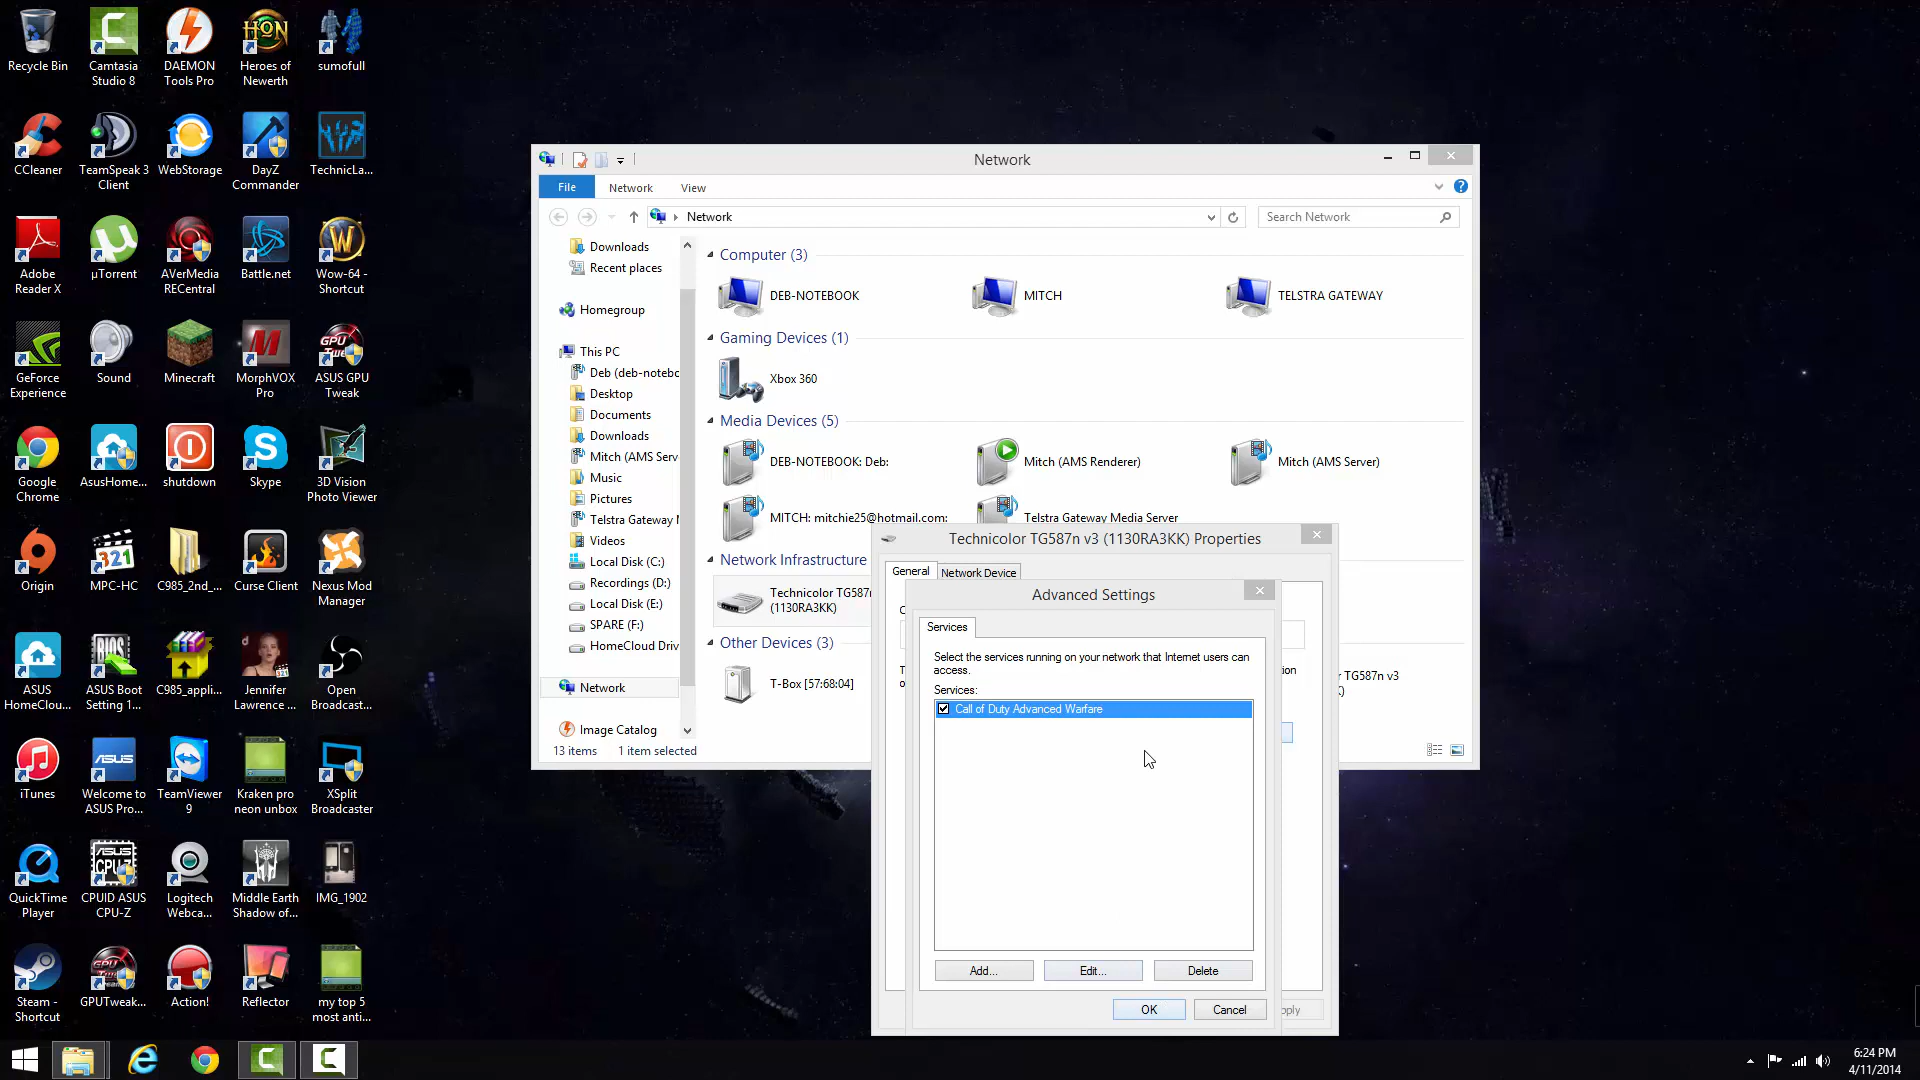 Recycle Bin
Camtasia
Studio 8
DAEMON
Tools Pro
HON
Heroes of
Newerth
sumofull
CCleaner
TeamSpeak 3
Client
WebStorage
DayZ
Commander
TechnicLa...
Adobe
Reader X
µTorrent
AVerMedia
RECentral
Battle.net
Wow-64 -
Shortcut
GeForce
Experience
Sound
Minecraft
MorphVOX
Pro
ASUS GPU
Tweak
Google
Chrome
AsusHome...
shutdown
Skype
3D Vision
Photo Viewer
Origin
MPC-HC
C985_2nd_...
Curse Client
Nexus Mod
Manager
ASUS
HomeClou...
ASUS Boot
Setting 1...
C985_appli...
Jennifer
Lawrence ...
Open
Broadcast...
iTunes
Welcome to
ASUS Pro...
TeamViewer
9
Kraken pro
neon unbox
XSplit
Broadcaster
QuickTime
Player
CPUID ASUS
CPU-Z
Logitech
Webca...
Middle Earth
Shadow of...
IMG_1902
Steam -
Shortcut
GPUTweak...
Action!
Reflector
my top 5
most anti...
Network
File
Network
View
Network
Search Network
Downloads
Recent places
Homegroup
This PC
Deb (deb-notebo
Desktop
Documents
Downloads
Mitch (AMS Serv
Music
Pictures
Telstra Gateway M
Videos
Local Disk (C:)
Recordings (D:)
Local Disk (E:)
SPARE (F:)
HomeCloud Driv
Network
Image Catalog
Computer (3)
DEB-NOTEBOOK
MITCH
TELSTRA GATEWAY
Gaming Devices (1)
Xbox 360
Media Devices (5)
DEB-NOTEBOOK: Deb:
Mitch (AMS Renderer)
Mitch (AMS Server)
MITCH: mitchie25@hotmail.com:
Telstra Gateway Media Server
Network Infrastructure
Technicolor TG587n
(1130RA3KK)
Other Devices (3)
T-Box [57:68:04]
13 items
1 item selected
Technicolor TG587n v3 (1130RA3KK) Properties
General
Network Device
Advanced Settings
Services
Select the services running on your network that Internet users can
access.
Services:
Call of Duty Advanced Warfare
Add...
Edit...
Delete
OK
Cancel
pply
6:24 PM
4/11/2014